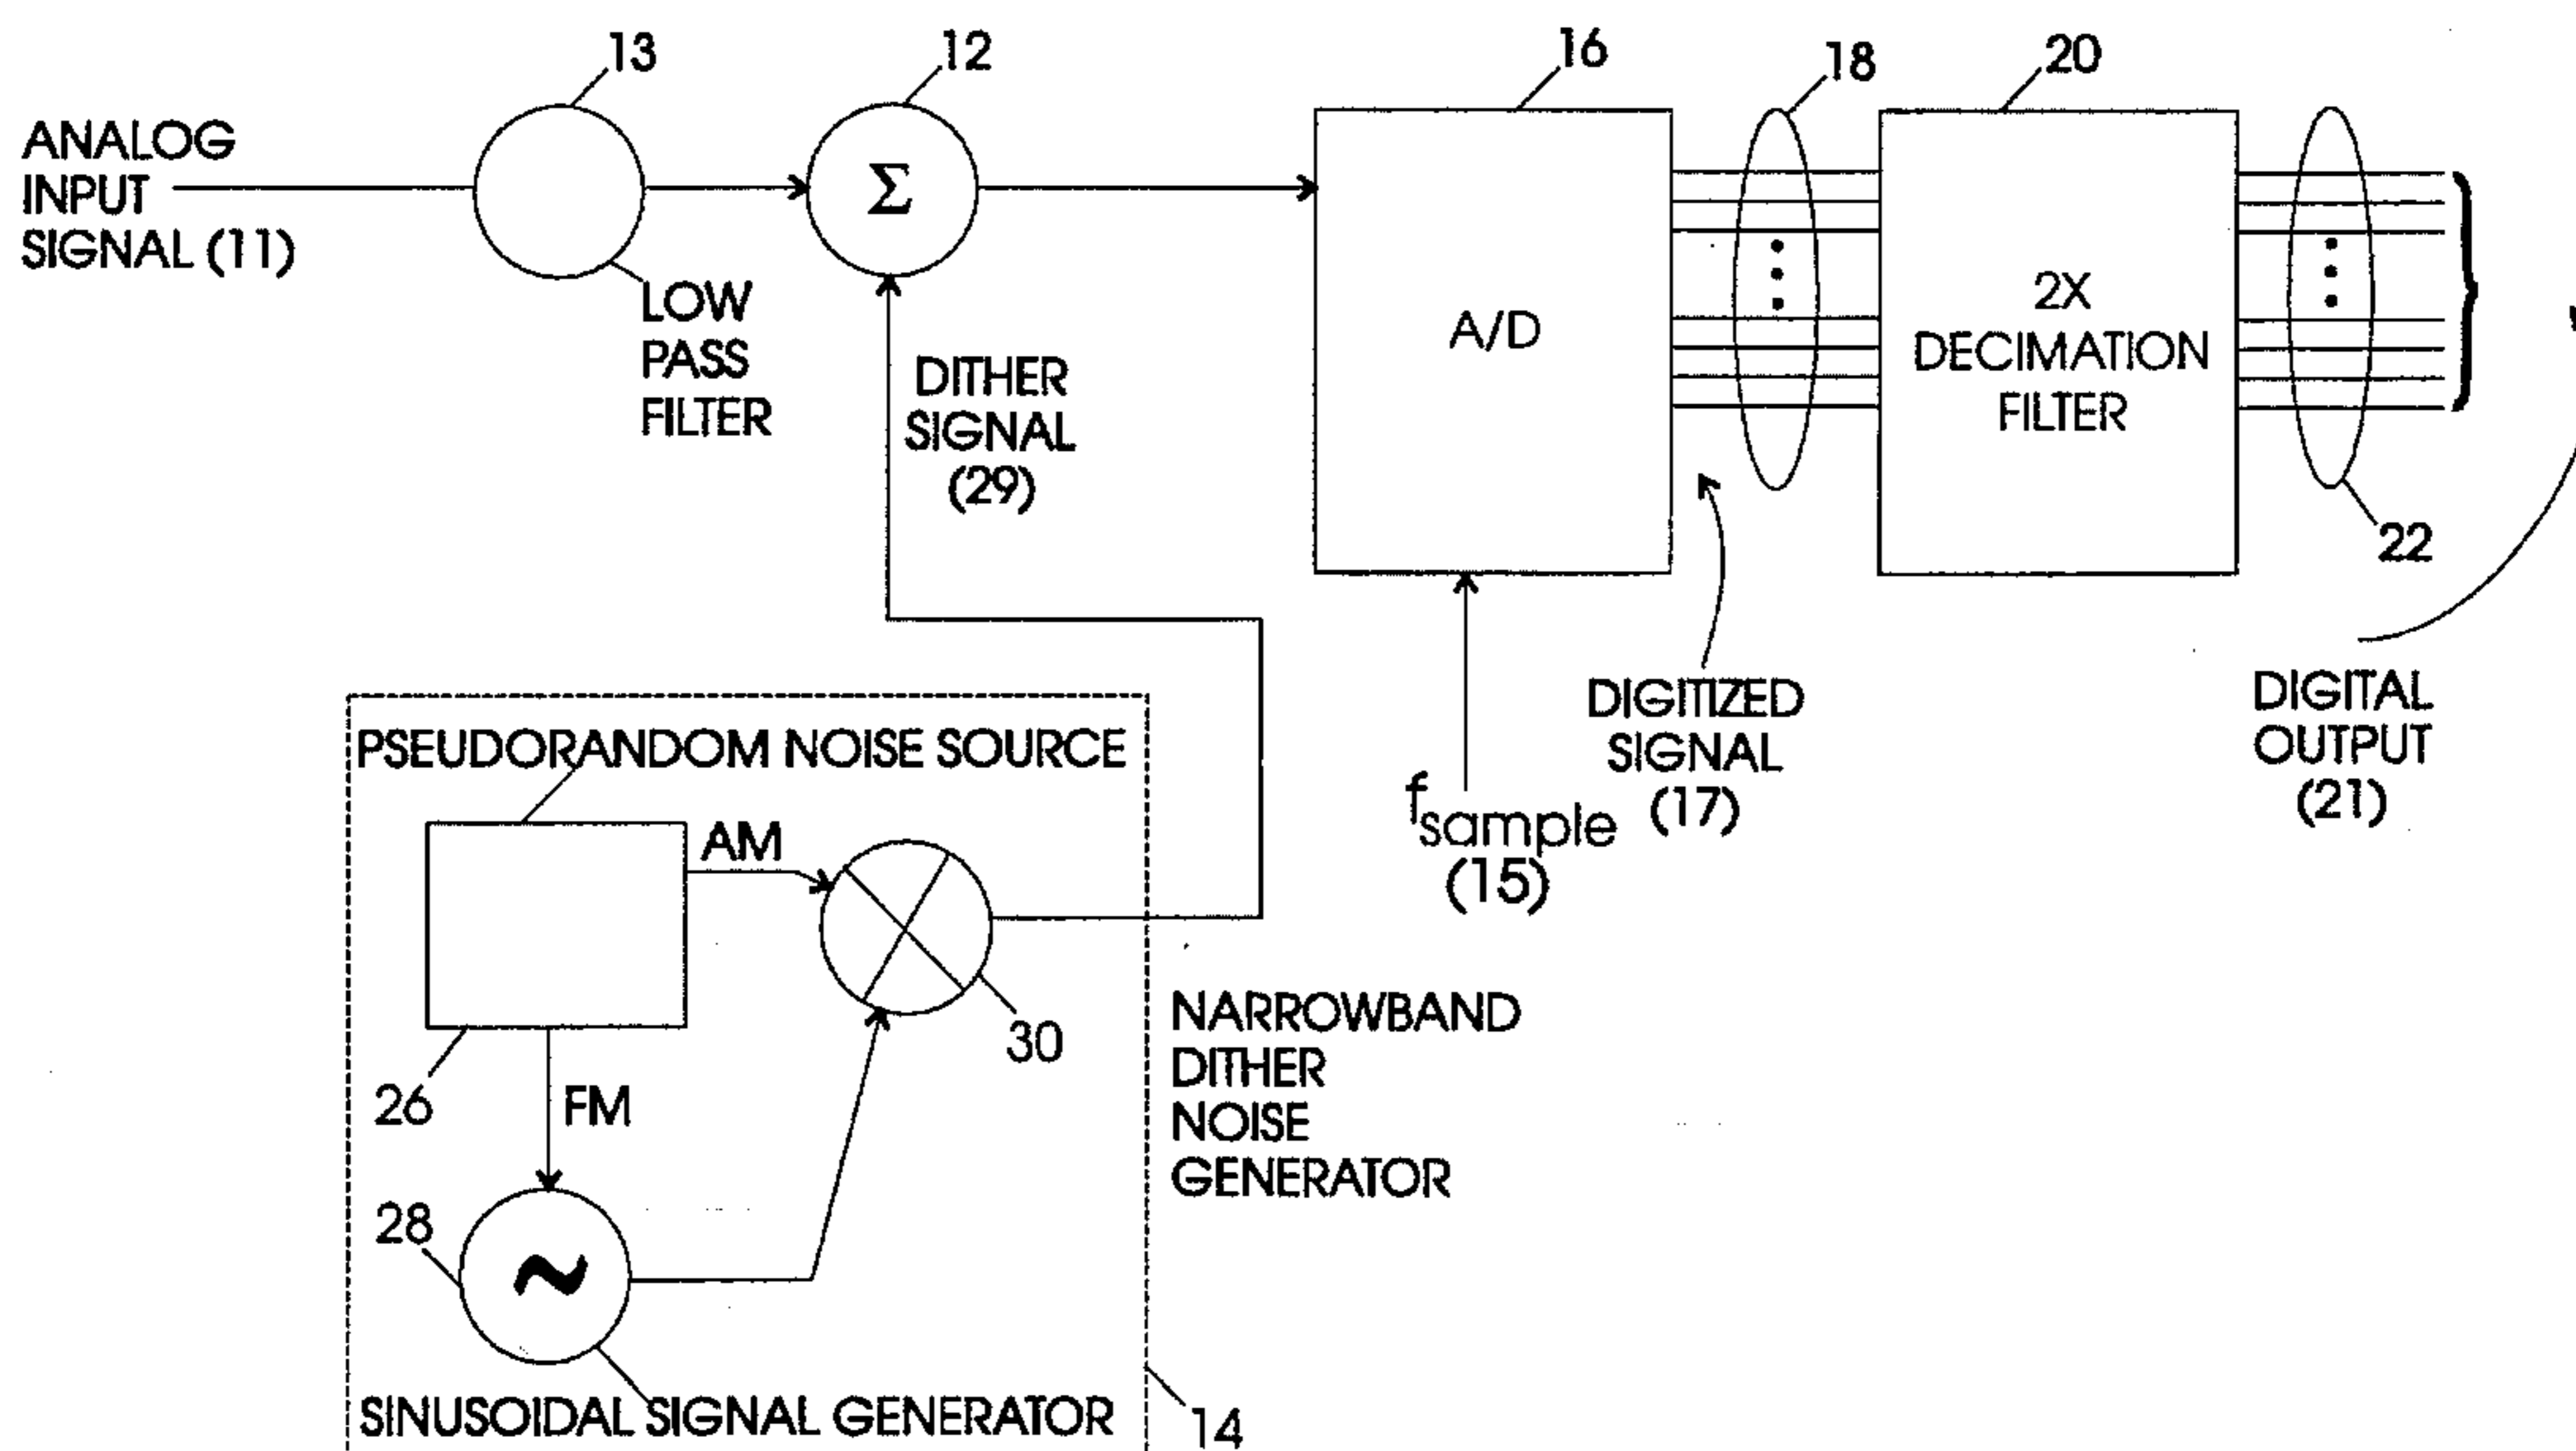 13
12
16
18
20
ANALOG
INPUT
SIGNAL (11)
Σ
LOW
PASS
FILTER
DITHER
SIGNAL
(29)
A/D
2X
DECIMATION
FILTER
22
DIGITIZED
SIGNAL
(17)
fsample
(15)
DIGITAL
OUTPUT
(21)
PSEUDORANDOM NOISE SOURCE
AM
30
26
FM
NARROWBAND
DITHER
NOISE
GENERATOR
28
~
SINUSOIDAL SIGNAL GENERATOR
14